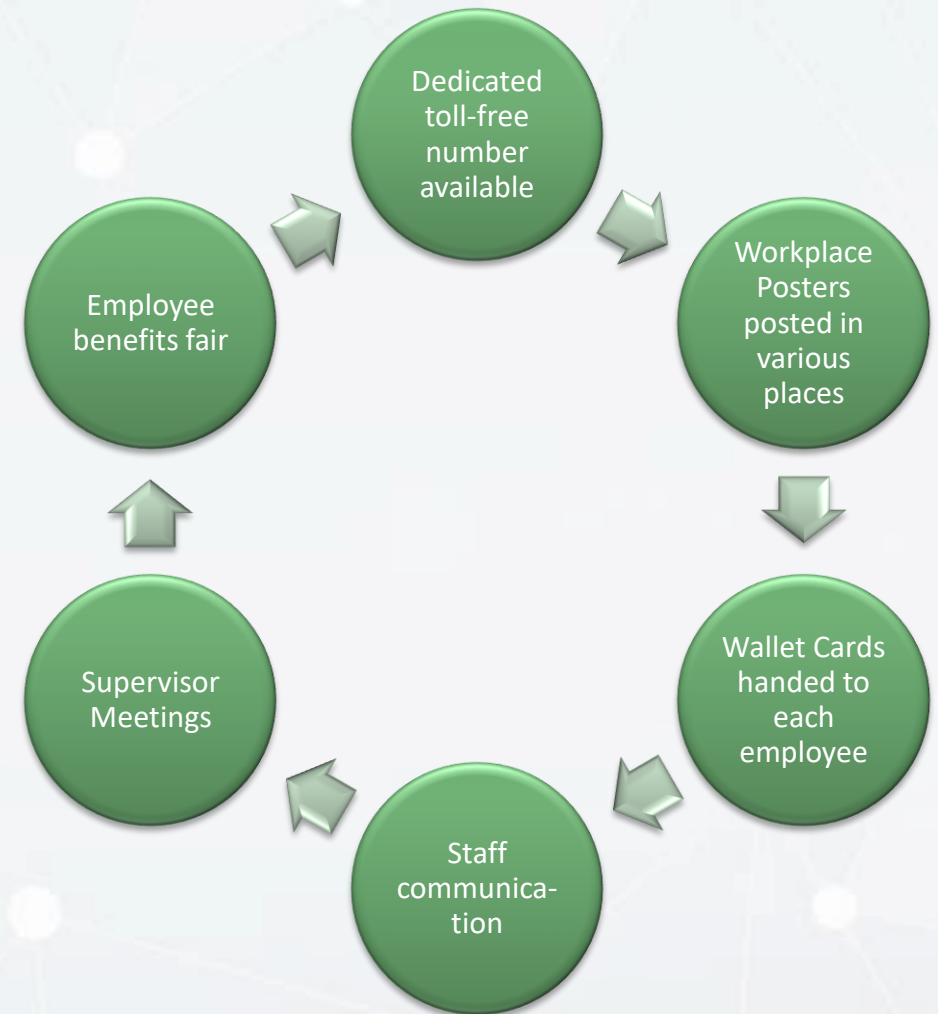 Dedicated
toll-free
number
available
Workplace
Posters
posted in
various
places
Wallet Cards
handed to
each
employee
Staff
communica-
tion
Supervisor
Meetings
Employee
benefits fair